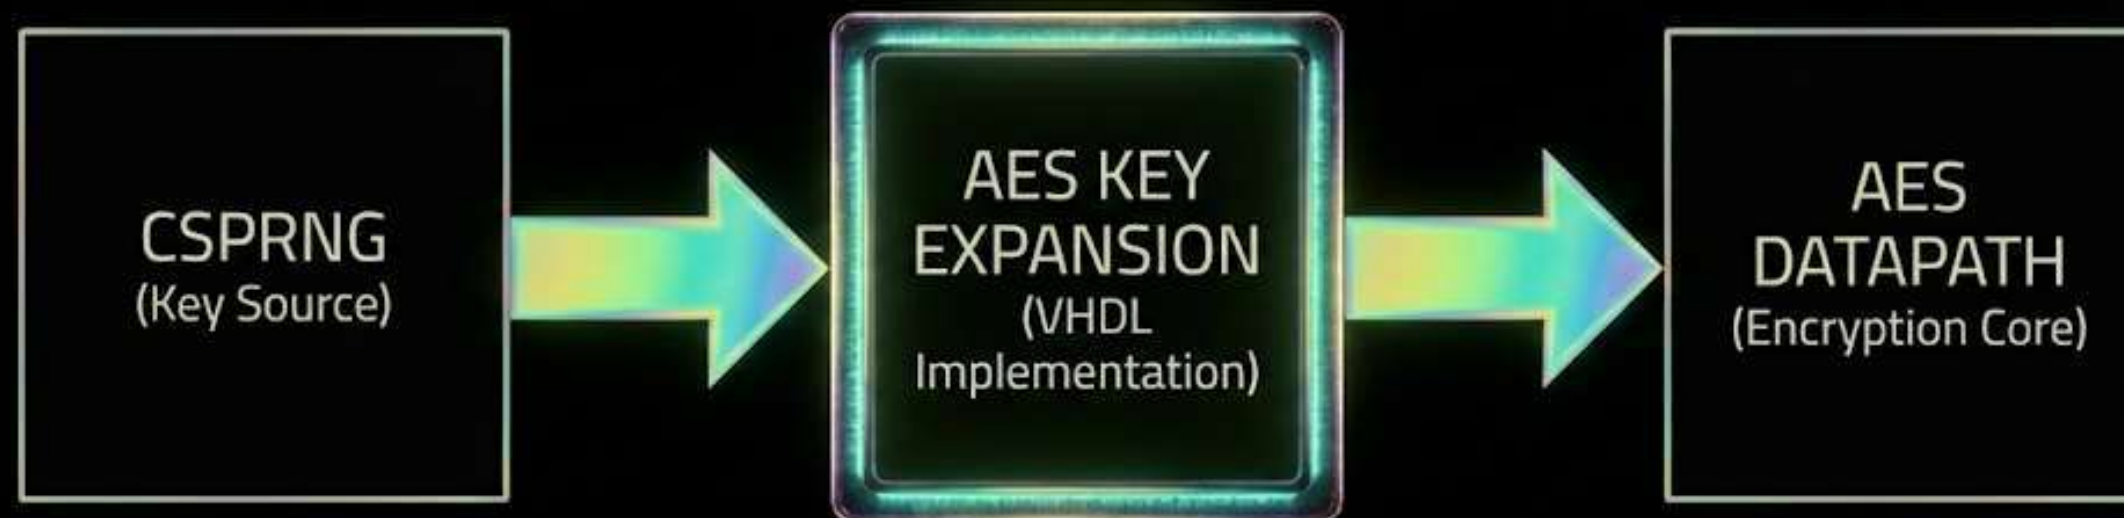 CSPRNG
(Key Source)
AES KEY
EXPANSION
(VHDL
Implementation)
AES
DATAPATH
(Encryption Core)